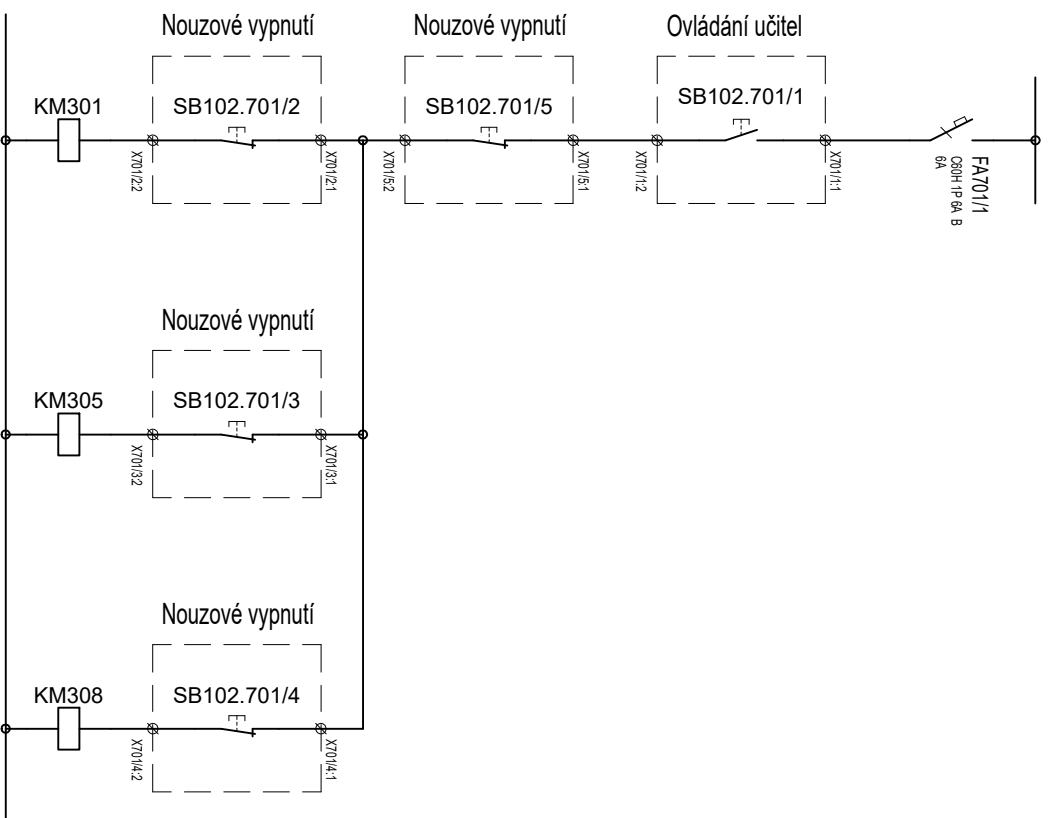 Nouzové vypnutí
Nouzové vypnutí
Ovládání učitel
KM301
SB102.701/2
SB102.701/5
SB102.701/1
X701/2:2
X701/2:1
X701/5:2
X701/5:1
X701/1:2
X701/1:1
FA701/1
C60H 1P 6A B
6A
Nouzové vypnutí
KM305
SB102.701/3
X701/3:2
X701/3:1
Nouzové vypnutí
KM308
SB102.701/4
X701/4:2
X701/4:1